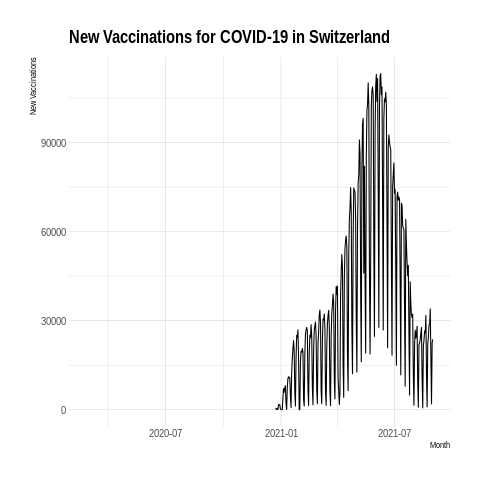 New Vaccinations for COVID-19 in Switzerland
New Vaccinations
90000
60000
30000
0
2020-07
2021-01
2021-07
Month